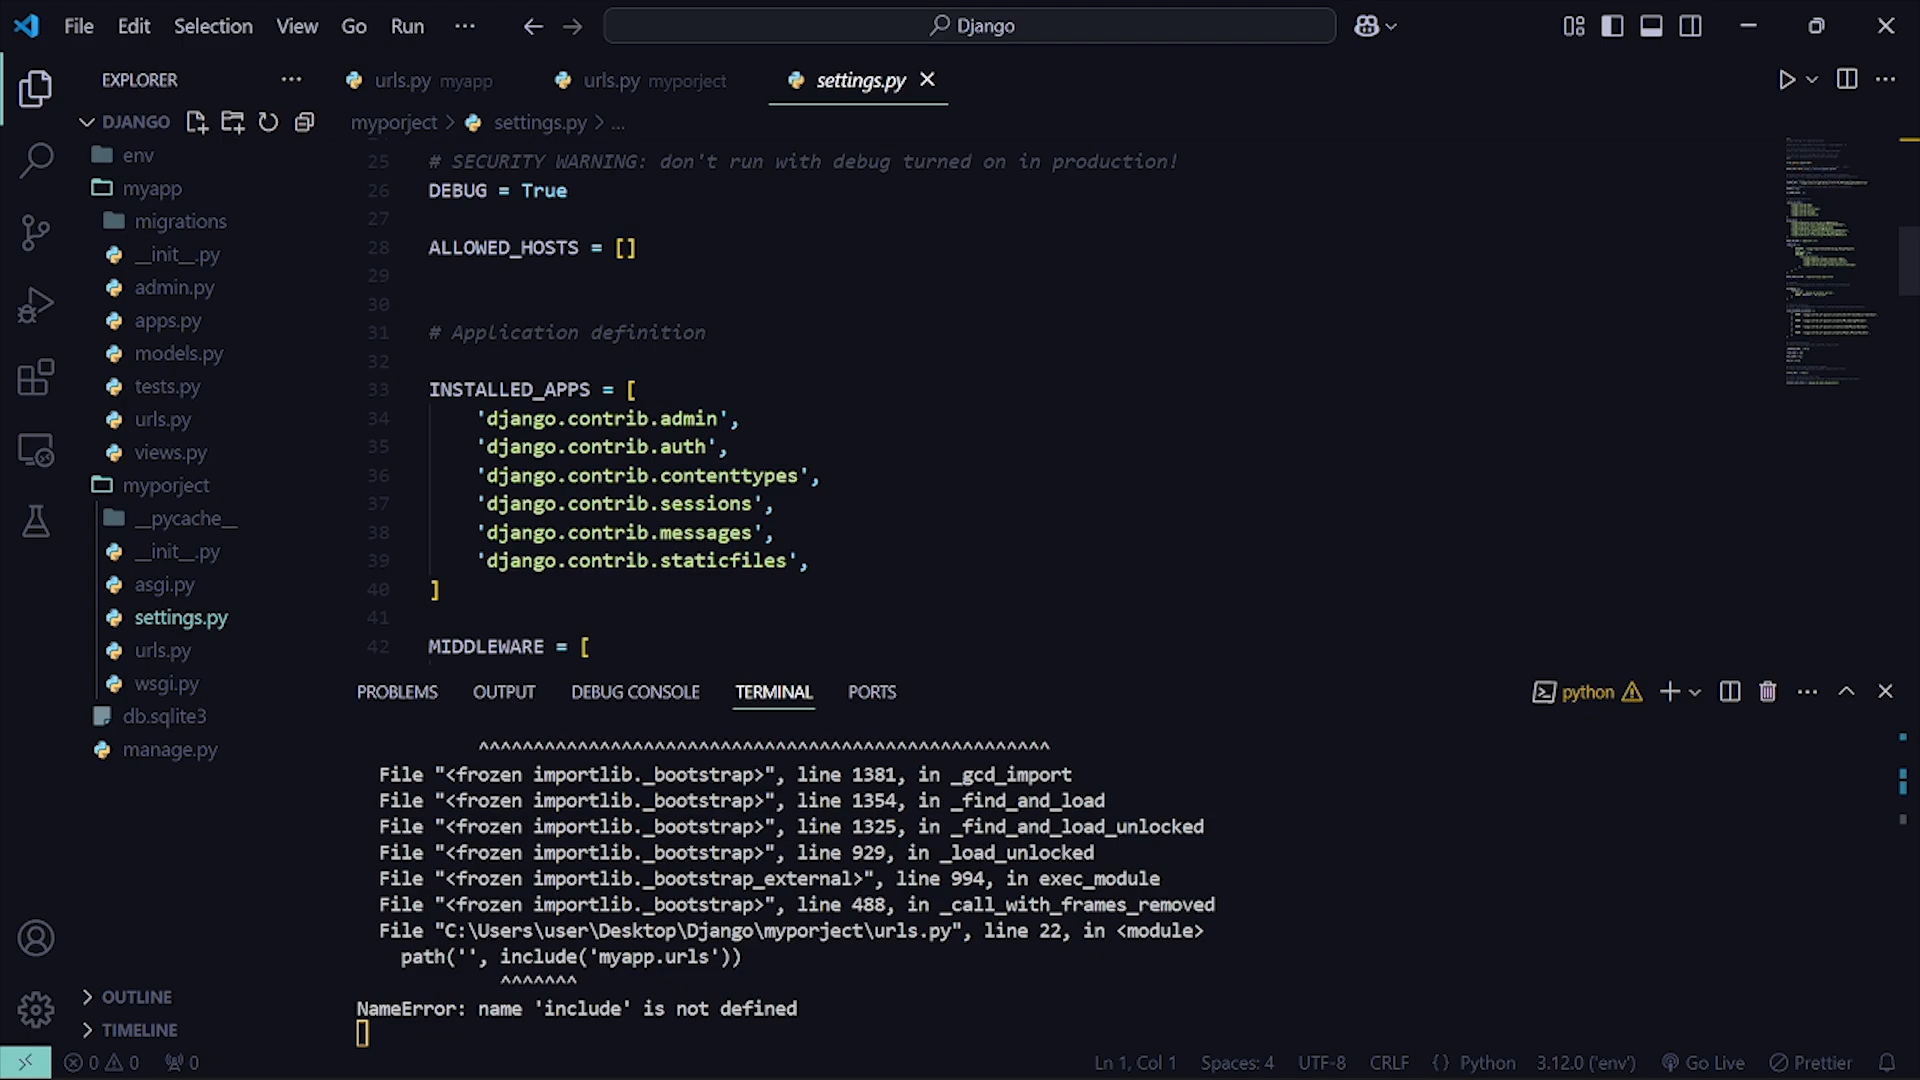 File Edit Selection View Go Run ···
Django
EXPLORER ···
urls.py myapp
urls.py myporject
settings.py
DJANGO
myporject > settings.py > ...
env
myapp
migrations
__init__.py
admin.py
apps.py
models.py
tests.py
urls.py
views.py
myporject
__pycache__
__init__.py
asgi.py
settings.py
urls.py
wsgi.py
db.sqlite3
manage.py
OUTLINE
TIMELINE
25 # SECURITY WARNING: don't run with debug turned on in production!
26 DEBUG = True
27
28 ALLOWED_HOSTS = []
29
30
31 # Application definition
32
33 INSTALLED_APPS = [
34 'django.contrib.admin',
35 'django.contrib.auth',
36 'django.contrib.contenttypes',
37 'django.contrib.sessions',
38 'django.contrib.messages',
39 'django.contrib.staticfiles',
40 ]
41
42 MIDDLEWARE = [
PROBLEMS OUTPUT DEBUG CONSOLE TERMINAL PORTS
python
^^^^^^^^^^^^^^^^^^^^^^^^^^^^^^^^^^^^^^^^^^^^^^^^^^^^
File "<frozen importlib._bootstrap>", line 1381, in _gcd_import
File "<frozen importlib._bootstrap>", line 1354, in _find_and_load
File "<frozen importlib._bootstrap>", line 1325, in _find_and_load_unlocked
File "<frozen importlib._bootstrap>", line 929, in _load_unlocked
File "<frozen importlib._bootstrap_external>", line 994, in exec_module
File "<frozen importlib._bootstrap>", line 488, in _call_with_frames_removed
File "C:\Users\user\Desktop\Django\myporject\urls.py", line 22, in <module>
path('', include('myapp.urls'))
^^^^^^^
NameError: name 'include' is not defined
0 0 0
Ln 1, Col 1 Spaces: 4 UTF-8 CRLF {} Python 3.12.0 ('env') Go Live Prettier